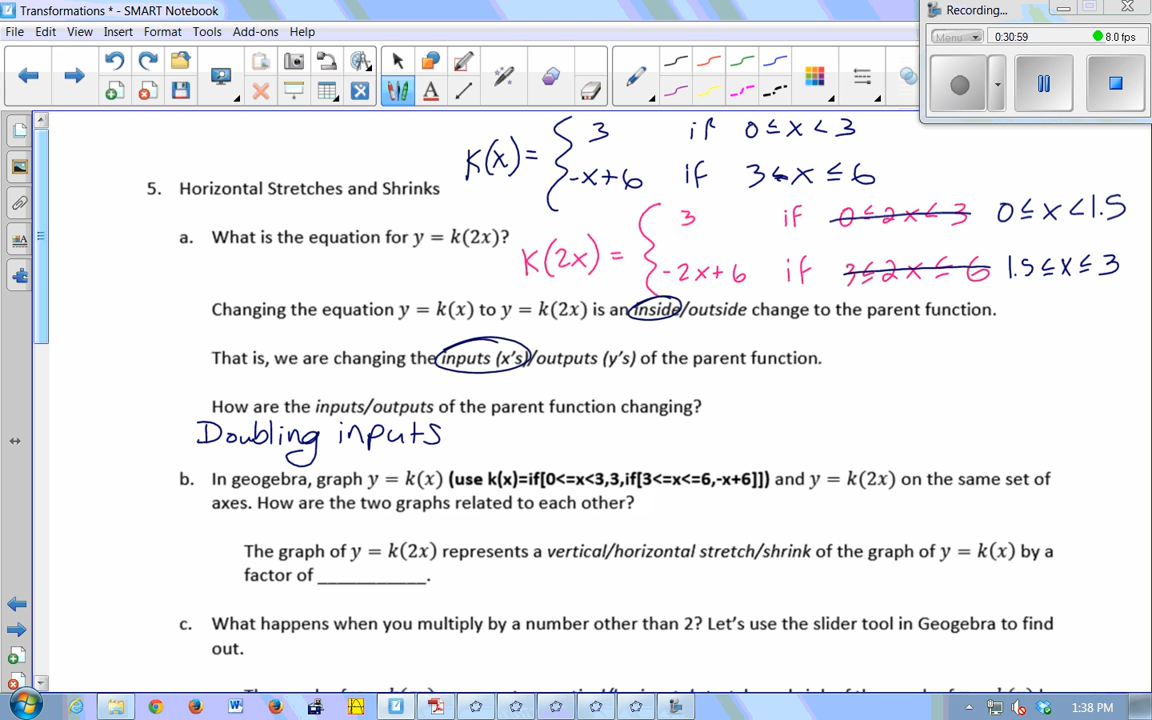 Transformations * - SMART Notebook
Recording...
File Edit View Insert Format Tools Add-ons Help
Menu 0:30:59 8.0 fps
K(x) = { 3 if 0 ≤ x < 3
-x+6 if 3 ≤ x ≤ 6
5. Horizontal Stretches and Shrinks
K(2x) = { 3 if 0 ≤ 2x < 3 0 ≤ x < 1.5
a. What is the equation for y = k(2x)?
-2x+6 if 3 ≤ 2x ≤ 6 1.5 ≤ x ≤ 3
Changing the equation y = k(x) to y = k(2x) is an inside/outside change to the parent function.
That is, we are changing the inputs (x's)/outputs (y's) of the parent function.
How are the inputs/outputs of the parent function changing?
Doubling inputs
b. In geogebra, graph y = k(x) (use k(x)=if[0<=x<3,3,if[3<=x<=6,-x+6]]) and y = k(2x) on the same set of
axes. How are the two graphs related to each other?
The graph of y = k(2x) represents a vertical/horizontal stretch/shrink of the graph of y = k(x) by a
factor of ____________.
c. What happens when you multiply by a number other than 2? Let's use the slider tool in Geogebra to find
out.
1:38 PM